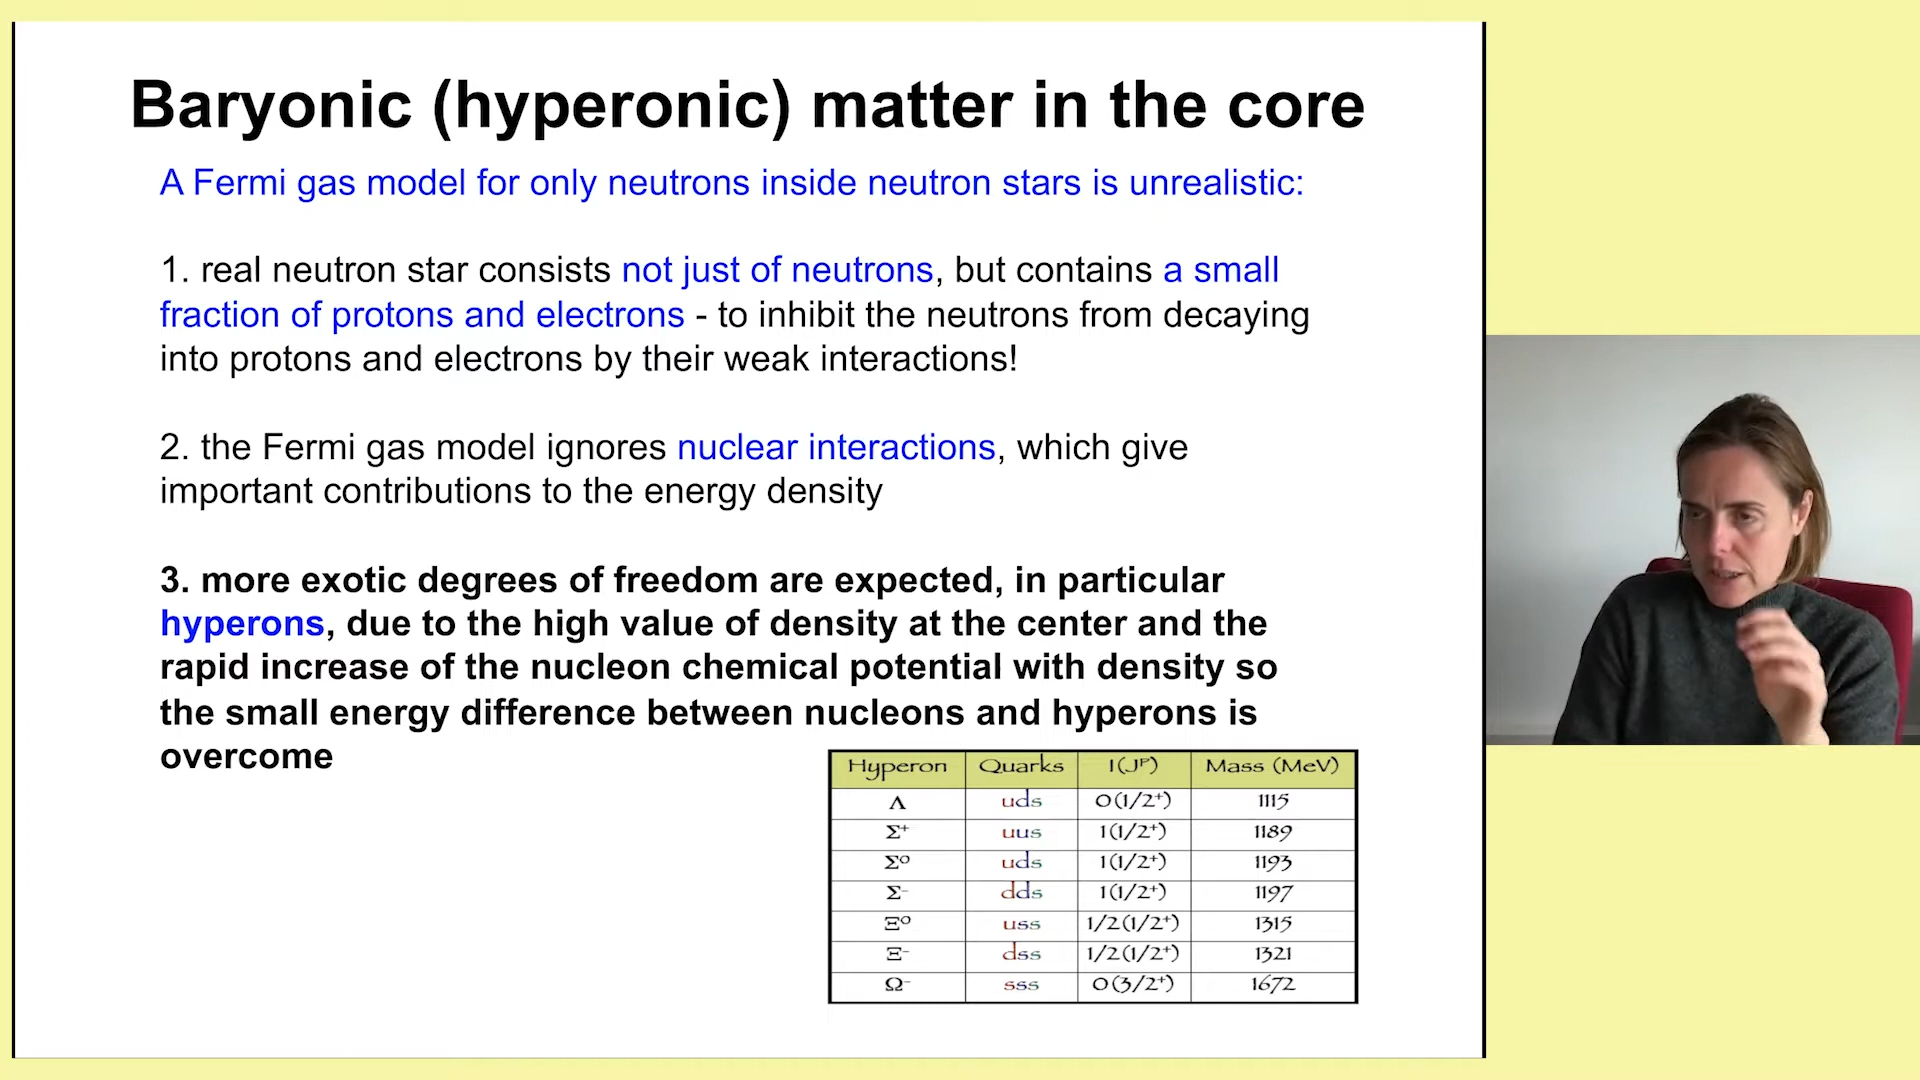 Baryonic (hyperonic) matter in the core
A Fermi gas model for only neutrons inside neutron stars is unrealistic:
1. real neutron star consists not just of neutrons, but contains a small
fraction of protons and electrons - to inhibit the neutrons from decaying
into protons and electrons by their weak interactions!
2. the Fermi gas model ignores nuclear interactions, which give
important contributions to the energy density
3. more exotic degrees of freedom are expected, in particular
hyperons, due to the high value of density at the center and the
rapid increase of the nucleon chemical potential with density so
the small energy difference between nucleons and hyperons is
overcome
Hyperon Quarks I(Jᴾ) Mass (MeV)
Λ uds 0(1/2⁺) 1115
Σ⁺ uus 1(1/2⁺) 1189
Σ⁰ uds 1(1/2⁺) 1193
Σ⁻ dds 1(1/2⁺) 1197
Ξ⁰ uss 1/2(1/2⁺) 1315
Ξ⁻ dss 1/2(1/2⁺) 1321
Ω⁻ sss 0(3/2⁺) 1672